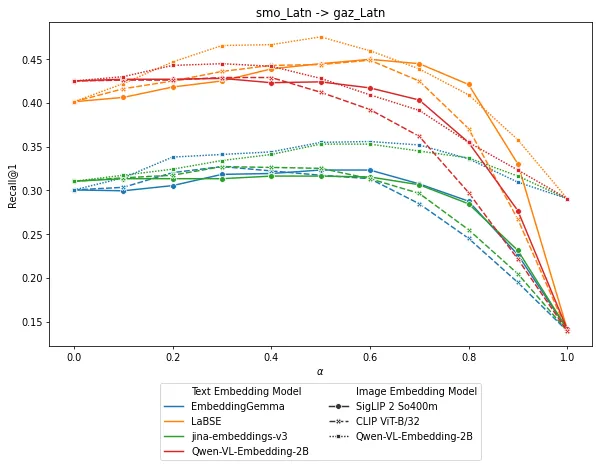 smo_Latn -> gaz_Latn
Recall@1
0.45
0.40
0.35
0.30
0.25
0.20
0.15
0.0 0.2 0.4 0.6 0.8 1.0
α
Text Embedding Model Image Embedding Model
EmbeddingGemma SigLIP 2 So400m
LaBSE CLIP ViT-B/32
jina-embeddings-v3 Qwen-VL-Embedding-2B
Qwen-VL-Embedding-2B